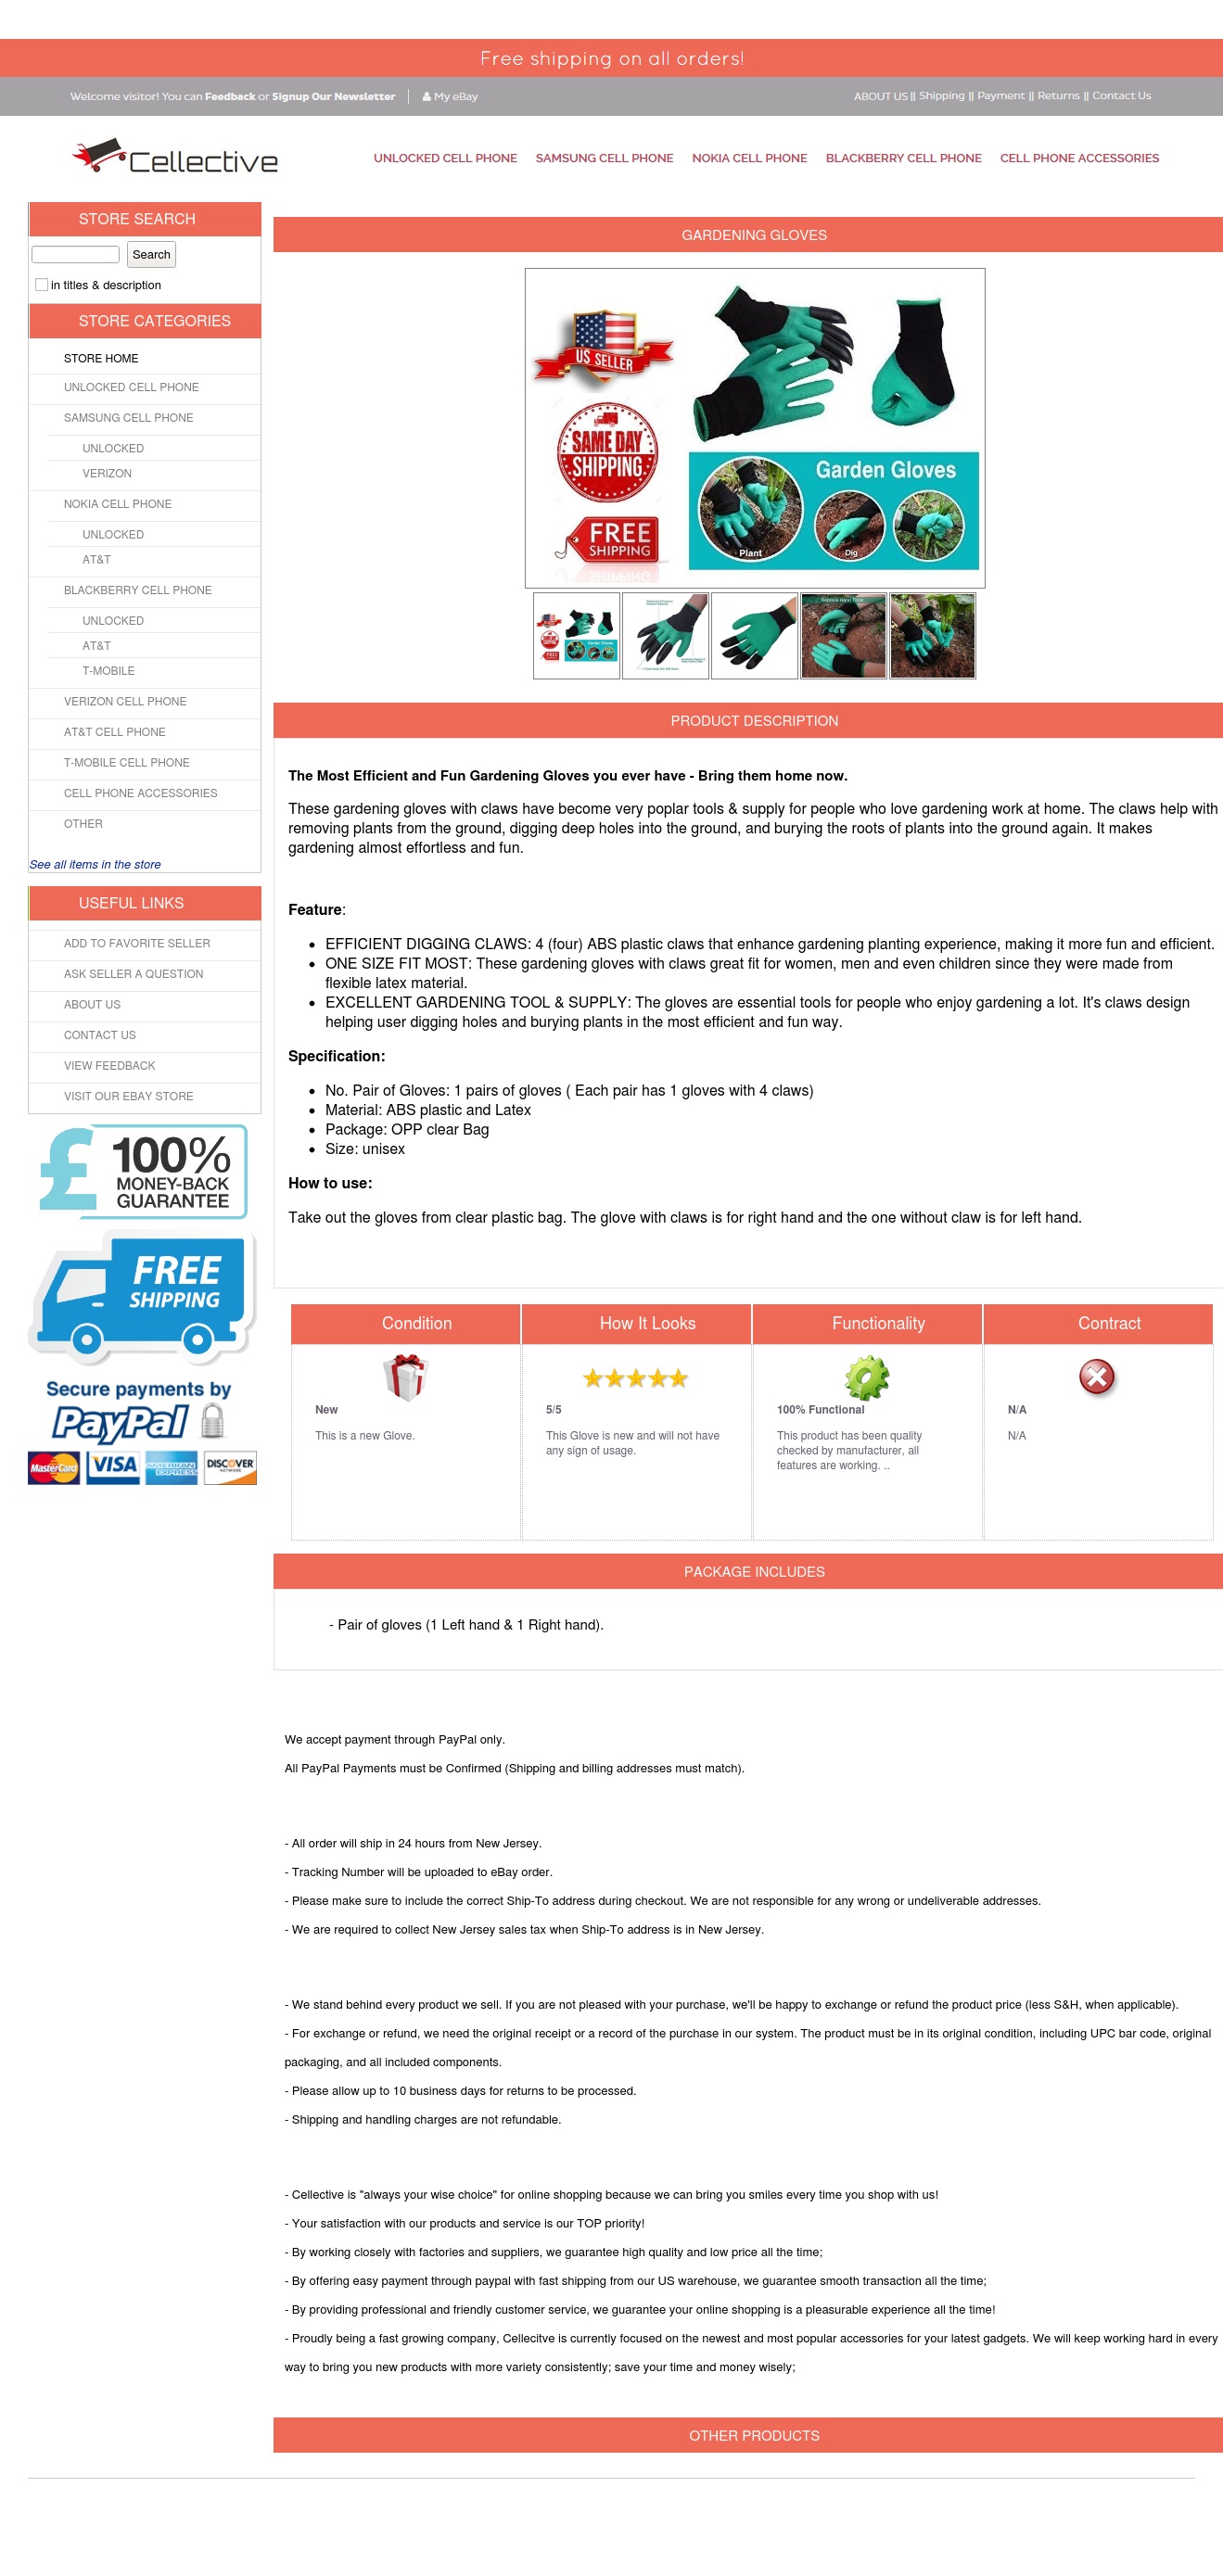 Free shipping on all orders!
Welcome visitor! You can Feedback or Signup Our Newsletter
My eBay
ABOUT US || Shipping || Payment || Returns || Contact Us
Cellective
UNLOCKED CELL PHONE SAMSUNG CELL PHONE NOKIA CELL PHONE BLACKBERRY CELL PHONE CELL PHONE ACCESSORIES
STORE SEARCH
Search
in titles & description
STORE CATEGORIES
STORE HOME
UNLOCKED CELL PHONE
SAMSUNG CELL PHONE
UNLOCKED
VERIZON
NOKIA CELL PHONE
UNLOCKED
AT&T
BLACKBERRY CELL PHONE
UNLOCKED
AT&T
T-MOBILE
VERIZON CELL PHONE
AT&T CELL PHONE
T-MOBILE CELL PHONE
CELL PHONE ACCESSORIES
OTHER
See all items in the store
USEFUL LINKS
ADD TO FAVORITE SELLER
ASK SELLER A QUESTION
ABOUT US
CONTACT US
VIEW FEEDBACK
VISIT OUR EBAY STORE
£ 100%
MONEY-BACK
GUARANTEE
FREE
SHIPPING
Secure payments by
PayPal
MasterCard VISA AMERICAN EXPRESS DISCOVER NETWORK
GARDENING GLOVES
US SELLER
SAME DAY
SHIPPING
FREE
SHIPPING
Garden Gloves
Plant
Dig
Replace Hand Tools
PRODUCT DESCRIPTION
The Most Efficient and Fun Gardening Gloves you ever have - Bring them home now.
These gardening gloves with claws have become very poplar tools & supply for people who love gardening work at home. The claws help with
removing plants from the ground, digging deep holes into the ground, and burying the roots of plants into the ground again. It makes
gardening almost effortless and fun.
Feature:
• EFFICIENT DIGGING CLAWS: 4 (four) ABS plastic claws that enhance gardening planting experience, making it more fun and efficient.
• ONE SIZE FIT MOST: These gardening gloves with claws great fit for women, men and even children since they were made from
flexible latex material.
• EXCELLENT GARDENING TOOL & SUPPLY: The gloves are essential tools for people who enjoy gardening a lot. It's claws design
helping user digging holes and burying plants in the most efficient and fun way.
Specification:
• No. Pair of Gloves: 1 pairs of gloves ( Each pair has 1 gloves with 4 claws)
• Material: ABS plastic and Latex
• Package: OPP clear Bag
• Size: unisex
How to use:
Take out the gloves from clear plastic bag. The glove with claws is for right hand and the one without claw is for left hand.
Condition
New
This is a new Glove.
How It Looks
5/5
This Glove is new and will not have
any sign of usage.
Functionality
100% Functional
This product has been quality
checked by manufacturer, all
features are working. ..
Contract
N/A
N/A
PACKAGE INCLUDES
- Pair of gloves (1 Left hand & 1 Right hand).
We accept payment through PayPal only.
All PayPal Payments must be Confirmed (Shipping and billing addresses must match).
- All order will ship in 24 hours from New Jersey.
- Tracking Number will be uploaded to eBay order.
- Please make sure to include the correct Ship-To address during checkout. We are not responsible for any wrong or undeliverable addresses.
- We are required to collect New Jersey sales tax when Ship-To address is in New Jersey.
- We stand behind every product we sell. If you are not pleased with your purchase, we'll be happy to exchange or refund the product price (less S&H, when applicable).
- For exchange or refund, we need the original receipt or a record of the purchase in our system. The product must be in its original condition, including UPC bar code, original
packaging, and all included components.
- Please allow up to 10 business days for returns to be processed.
- Shipping and handling charges are not refundable.
- Cellective is "always your wise choice" for online shopping because we can bring you smiles every time you shop with us!
- Your satisfaction with our products and service is our TOP priority!
- By working closely with factories and suppliers, we guarantee high quality and low price all the time;
- By offering easy payment through paypal with fast shipping from our US warehouse, we guarantee smooth transaction all the time;
- By providing professional and friendly customer service, we guarantee your online shopping is a pleasurable experience all the time!
- Proudly being a fast growing company, Cellecitve is currently focused on the newest and most popular accessories for your latest gadgets. We will keep working hard in every
way to bring you new products with more variety consistently; save your time and money wisely;
OTHER PRODUCTS